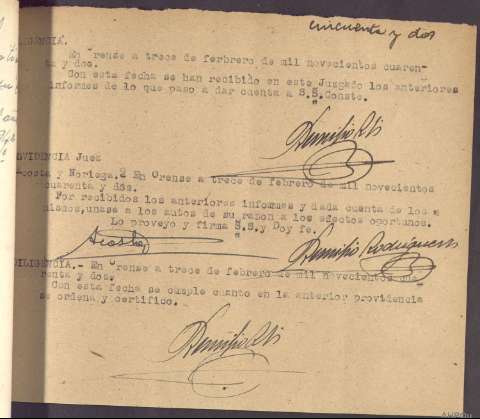 cincuenta y dos
IGENCIA.
En Orense a trece de ferbrero de mil novecientos cuaren-
ta y dos.
Con esta fecha se han recibido en este Juzgado los anteriores
informes de lo que paso a dar cuenta a S.S. Conste.
VIDENCIA Juez
costa y Noriega. En Orense a trece de febrero de mil novecientos
cuarenta y dos.
Por recibidos los anteriores informes y dada cuenta de los m
mismos, unase a los autos de su razon a los efectos oportunos.
Lo proveyo y firma S.S. y Doy fe.
Acosta
Remigio Rodriguez
DILIGENCIA.- En Orense a trece de febrero de mil novecientos cua
renta y dos.
Con esta fecha se cumple cuanto en la anterior providencia
se ordena y certifico.